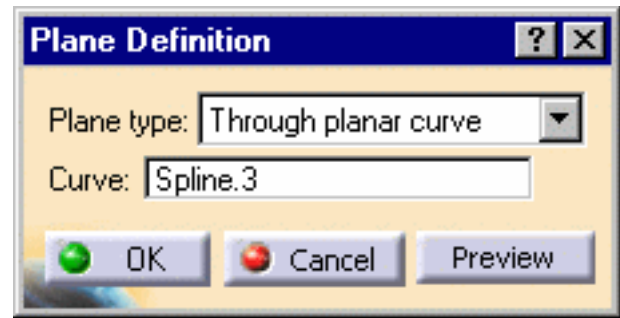 Plane Definition ? X
Plane type: Through planar curve
Curve: Spline.3
OK Cancel Preview